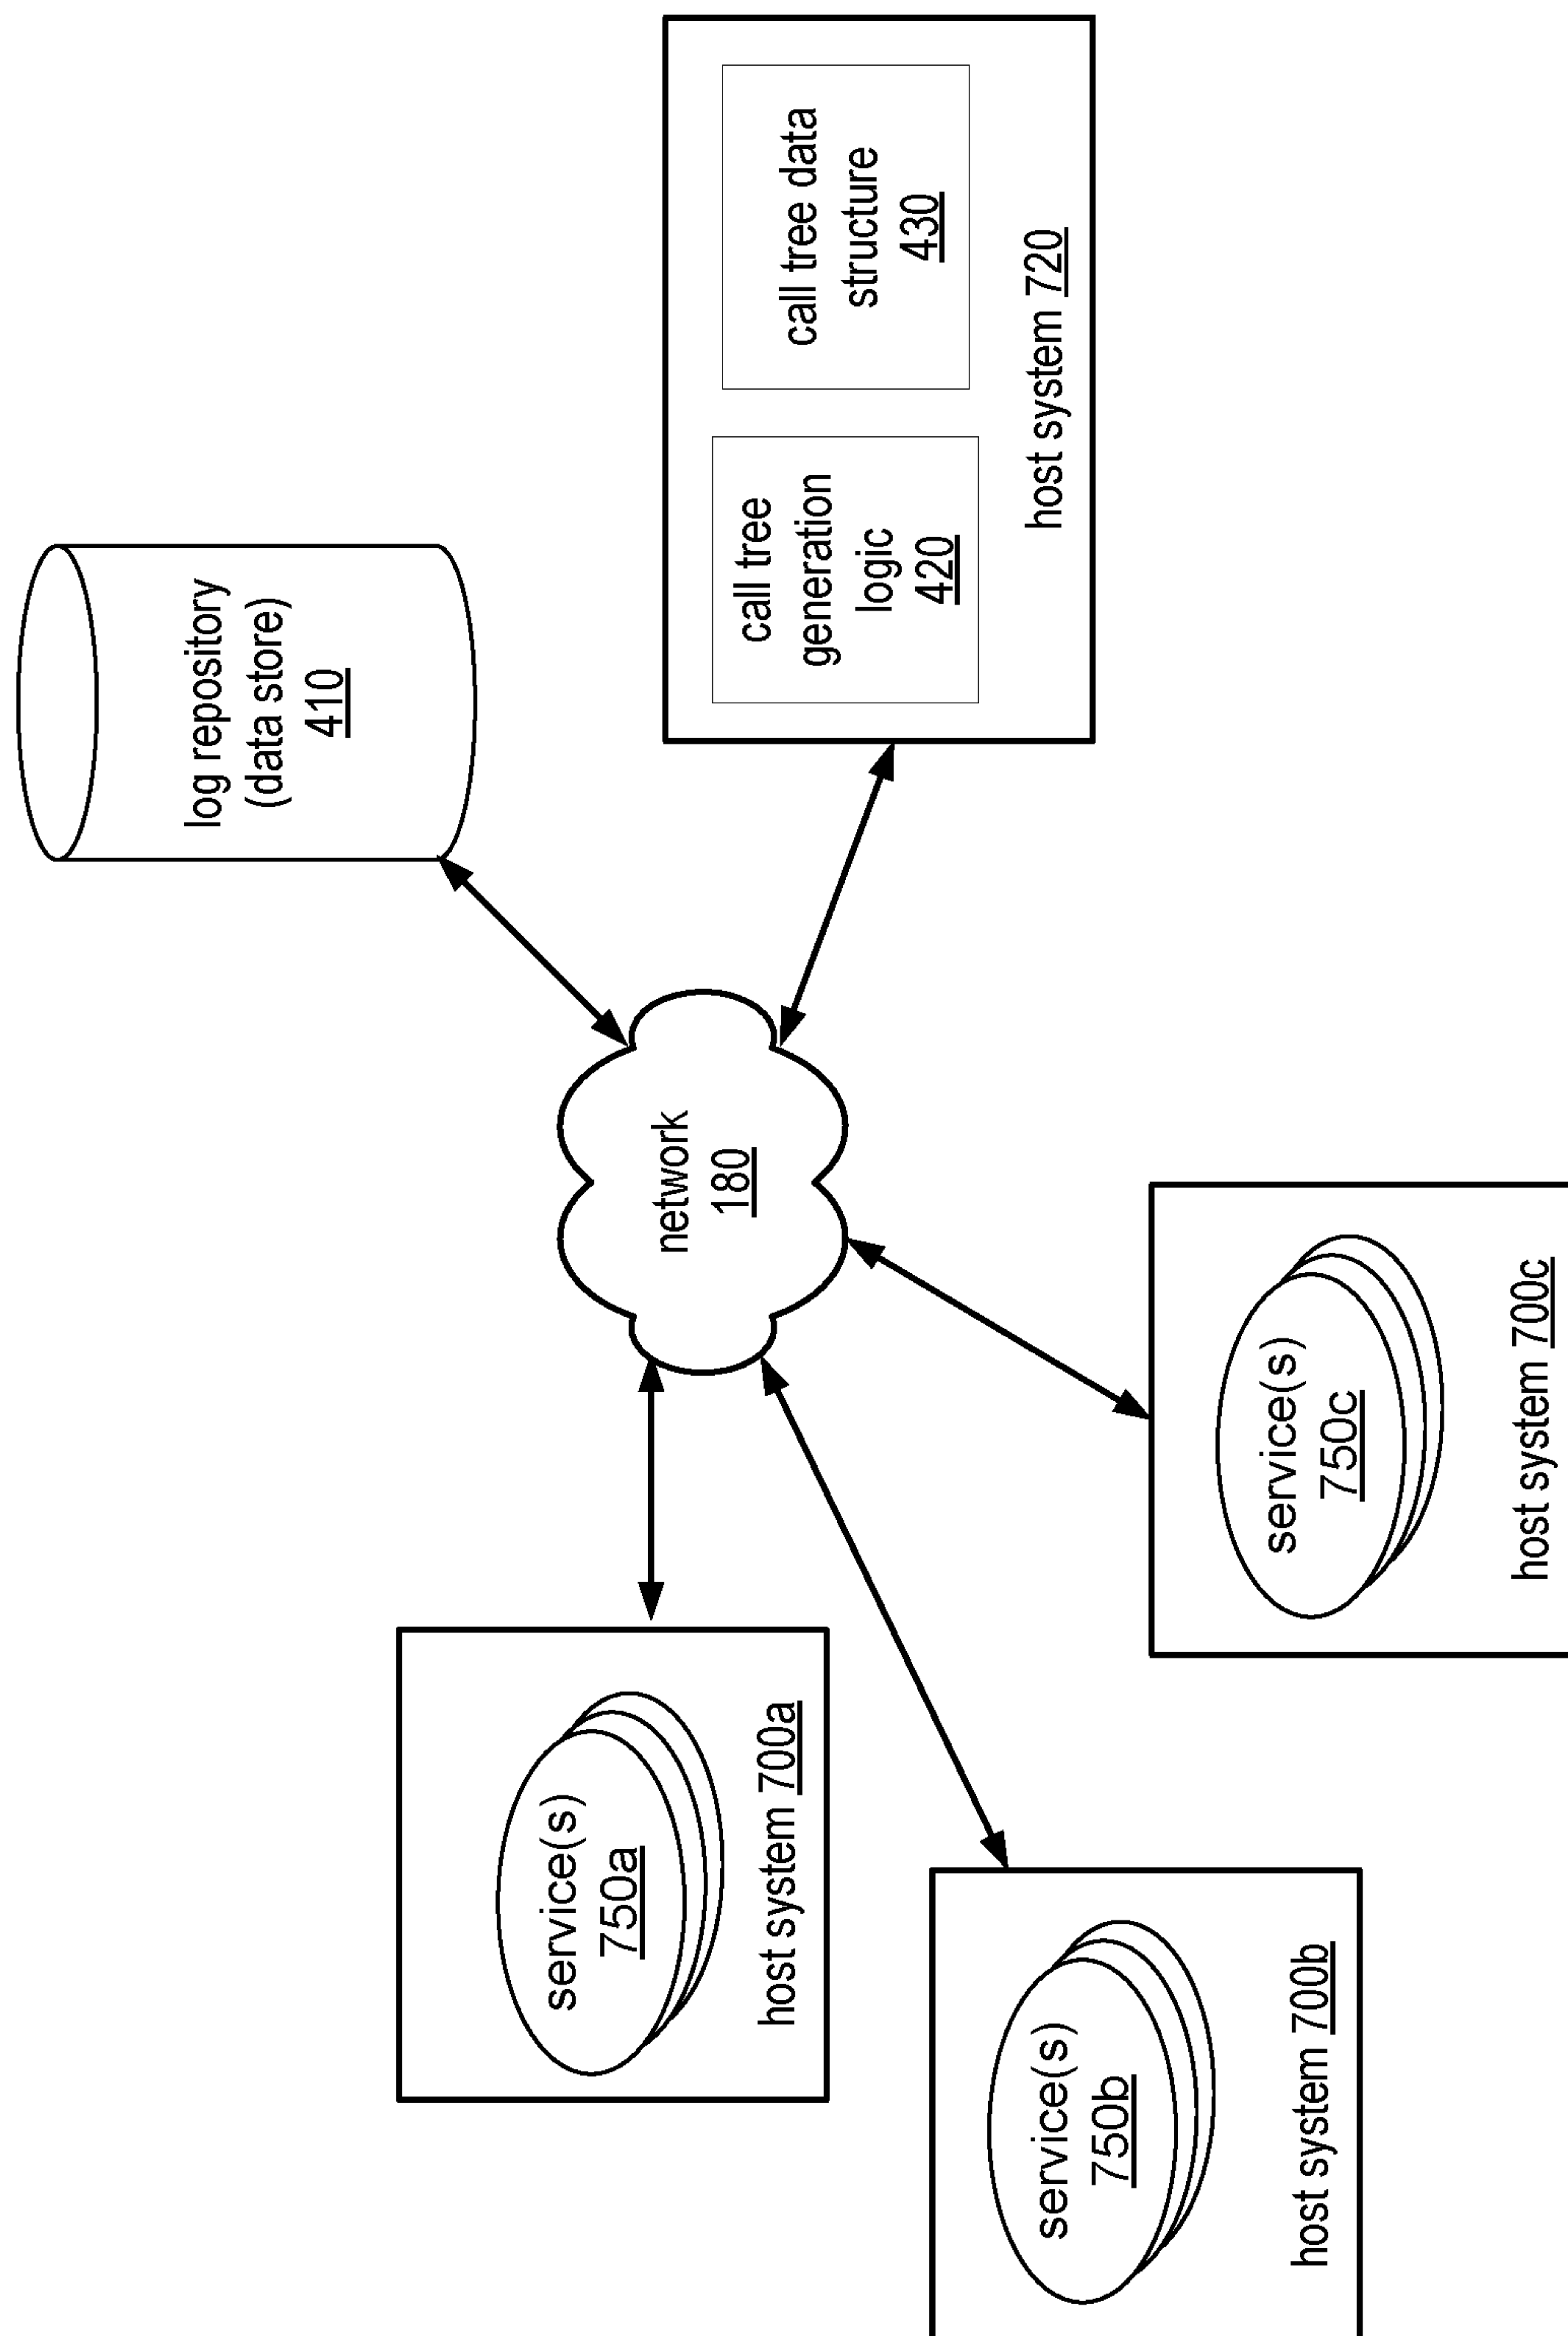 log repository
(data store)
410
call tree
generation
logic
420
call tree data
structure
430
host system 720
network
180
service(s)
750a
host system 700a
service(s)
750b
host system 700b
service(s)
750c
host system 700c